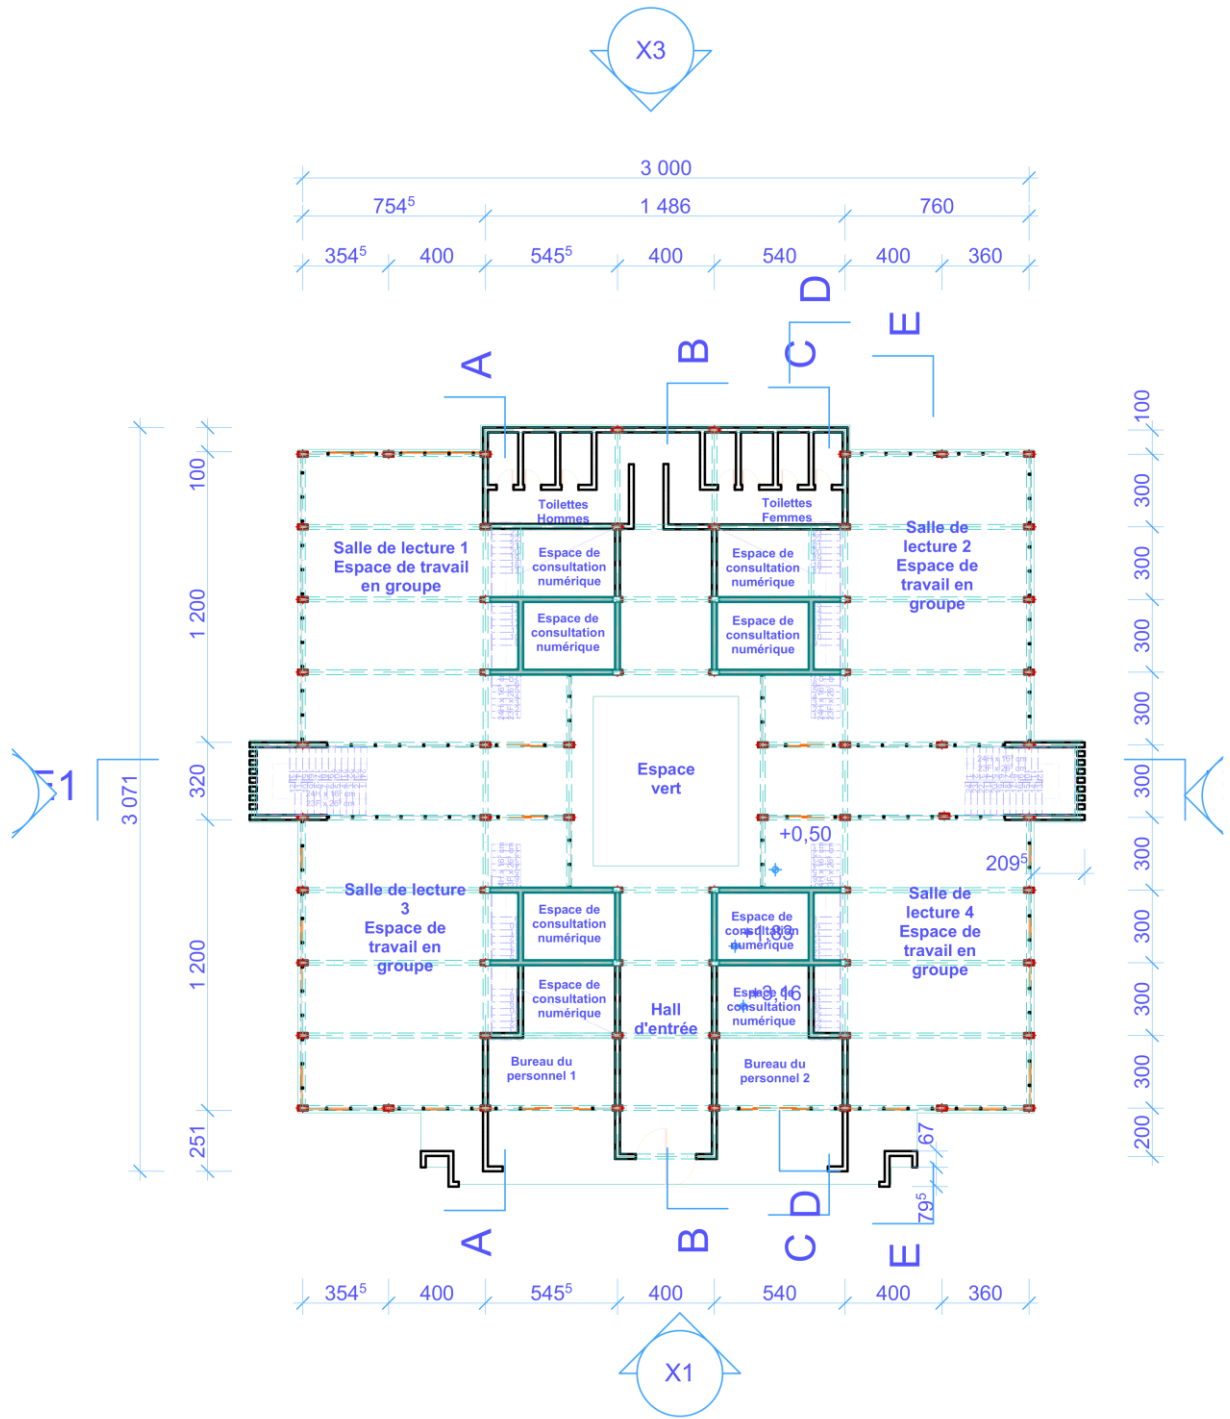 X3
3 000
754⁵ 1 486 760
354⁵ 400 545⁵ 400 540 400 360
D
E
B
C
A
100
100
300
Toilettes
Hommes
Toilettes
Femmes
Salle de lecture 1
Espace de travail
en groupe
Espace de
consultation
numérique
Espace de
consultation
numérique
Salle de
lecture 2
Espace de
travail en
groupe
300
1 200
Espace de
consultation
numérique
Espace de
consultation
numérique
300
300
3 071
320
Espace
vert
300
+0,50
209⁵
300
Salle de lecture
3
Espace de
travail en
groupe
Espace de
consultation
numérique
Espace de
consultation
numérique
+1,83
Salle de
lecture 4
Espace de
travail en
groupe
300
1 200
Espace de
consultation
numérique
Espace de
consultation
numérique
+3,16
300
Hall
d'entrée
Bureau du
personnel 1
Bureau du
personnel 2
300
251
67
200
79⁵
D
A
B
C
E
354⁵ 400 545⁵ 400 540 400 360
X1